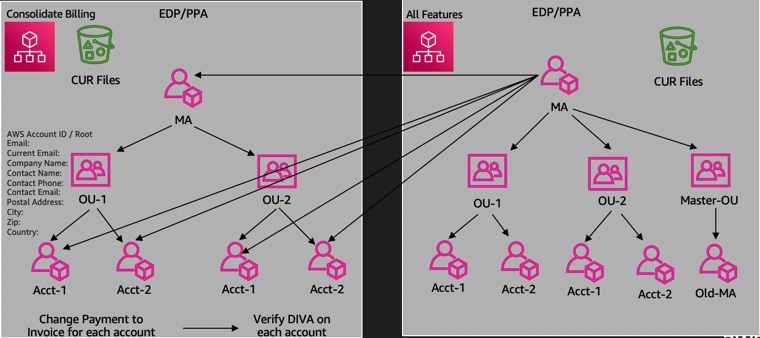 Consolidate Billing
EDP/PPA
CUR Files
MA
AWS Account ID / Root
Email:
Current Email:
Company Name:
Contact Name:
Contact Phone:
Contact Email:
Postal Address:
City:
Zip:
Country:
OU-1
OU-2
Acct-1
Acct-2
Acct-1
Acct-2
Change Payment to
Invoice for each account
Verify DIVA on
each account
All Features
EDP/PPA
CUR Files
MA
OU-1
OU-2
Master-OU
Acct-1
Acct-2
Acct-1
Acct-2
Old-MA